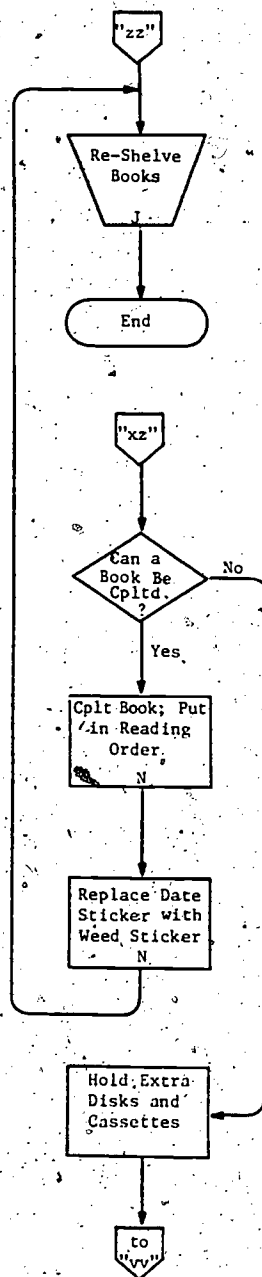 "zz"
Re-Shelve
Books
J
End
"xz"
Can a
Book Be
Cpltd.
?
No
Yes
Cplt Book; Put
in Reading
Order
N
Replace Date
Sticker with
Weed Sticker
N
Hold Extra
Disks and
Cassettes
to
"vv"